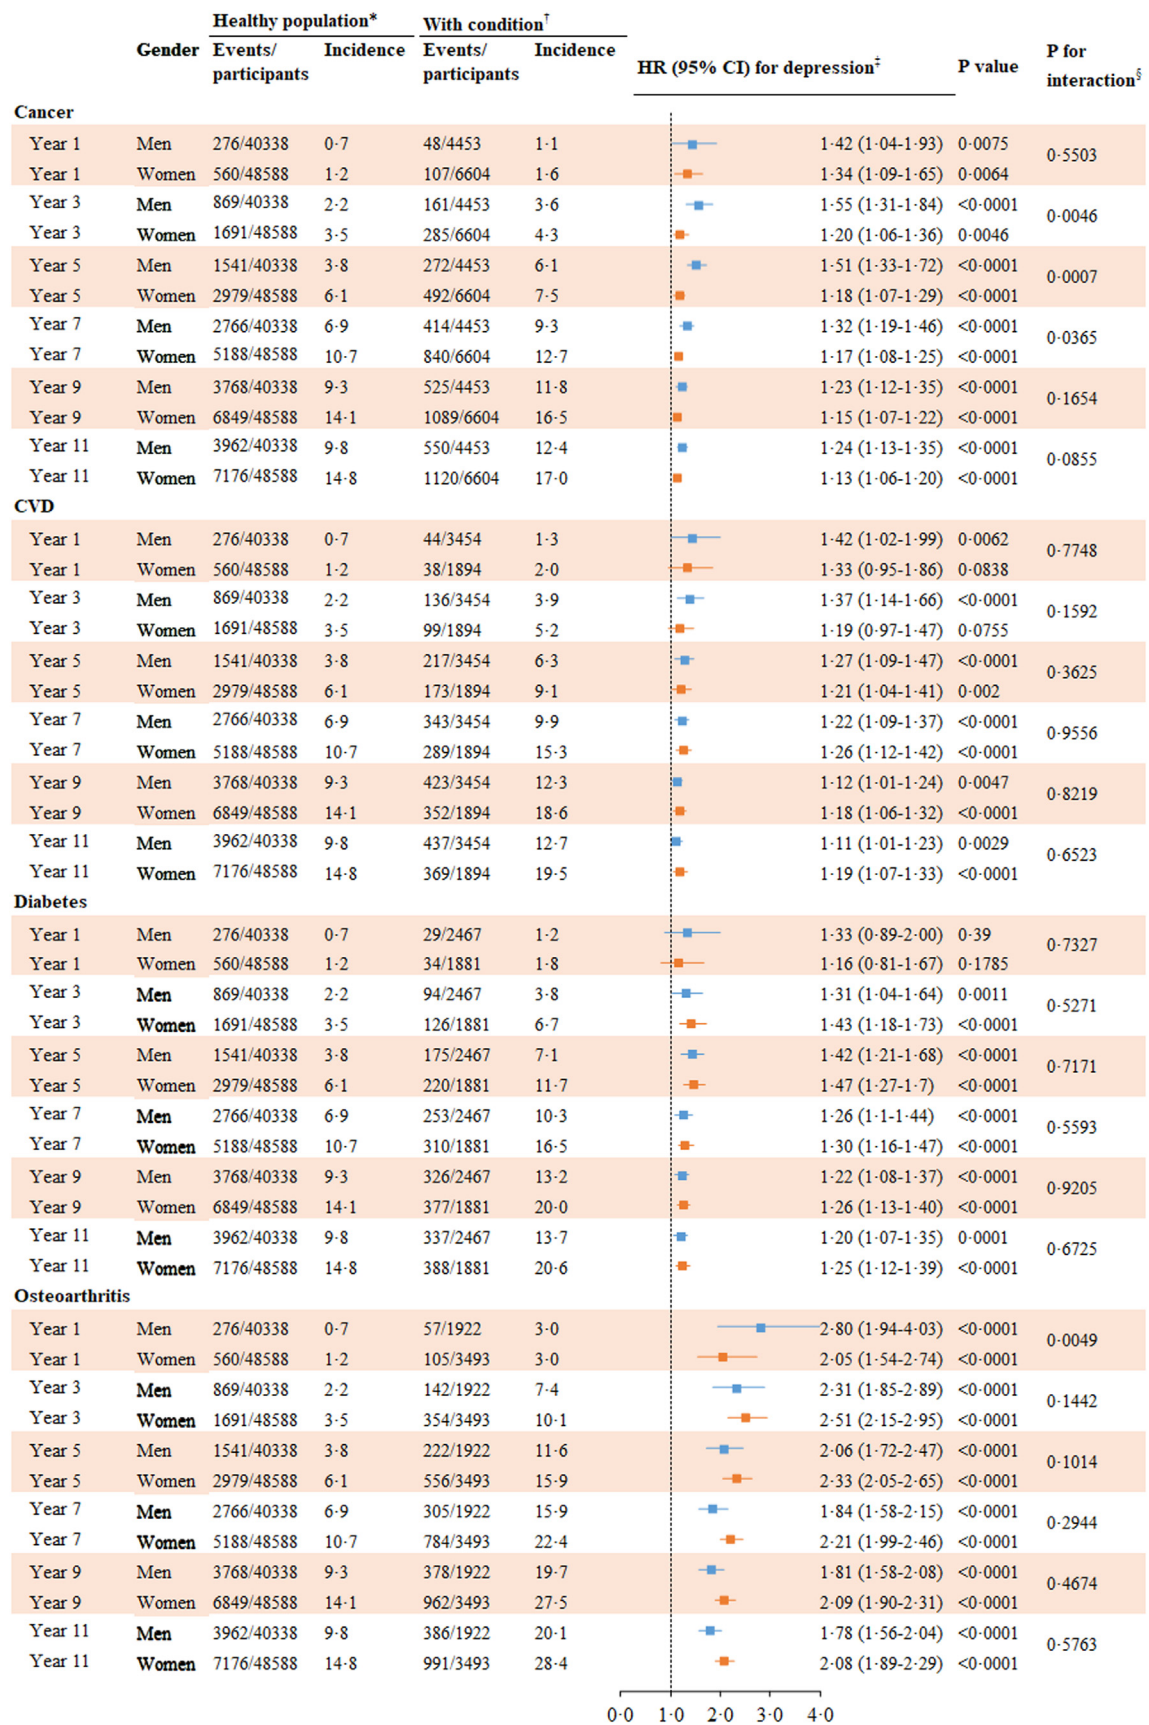 Healthy population* With condition†
Gender Events/participants Incidence Events/participants Incidence HR (95% CI) for depression‡ P value P for interaction§
Cancer
Year 1 Men 276/40338 0·7 48/4453 1·1 1·42 (1·04-1·93) 0·0075 0·5503
Year 1 Women 560/48588 1·2 107/6604 1·6 1·34 (1·09-1·65) 0·0064
Year 3 Men 869/40338 2·2 161/4453 3·6 1·55 (1·31-1·84) <0·0001 0·0046
Year 3 Women 1691/48588 3·5 285/6604 4·3 1·20 (1·06-1·36) 0·0046
Year 5 Men 1541/40338 3·8 272/4453 6·1 1·51 (1·33-1·72) <0·0001 0·0007
Year 5 Women 2979/48588 6·1 492/6604 7·5 1·18 (1·07-1·29) <0·0001
Year 7 Men 2766/40338 6·9 414/4453 9·3 1·32 (1·19-1·46) <0·0001 0·0365
Year 7 Women 5188/48588 10·7 840/6604 12·7 1·17 (1·08-1·25) <0·0001
Year 9 Men 3768/40338 9·3 525/4453 11·8 1·23 (1·12-1·35) <0·0001 0·1654
Year 9 Women 6849/48588 14·1 1089/6604 16·5 1·15 (1·07-1·22) <0·0001
Year 11 Men 3962/40338 9·8 550/4453 12·4 1·24 (1·13-1·35) <0·0001 0·0855
Year 11 Women 7176/48588 14·8 1120/6604 17·0 1·13 (1·06-1·20) <0·0001
CVD
Year 1 Men 276/40338 0·7 44/3454 1·3 1·42 (1·02-1·99) 0·0062 0·7748
Year 1 Women 560/48588 1·2 38/1894 2·0 1·33 (0·95-1·86) 0·0838
Year 3 Men 869/40338 2·2 136/3454 3·9 1·37 (1·14-1·66) <0·0001 0·1592
Year 3 Women 1691/48588 3·5 99/1894 5·2 1·19 (0·97-1·47) 0·0755
Year 5 Men 1541/40338 3·8 217/3454 6·3 1·27 (1·09-1·47) <0·0001 0·3625
Year 5 Women 2979/48588 6·1 173/1894 9·1 1·21 (1·04-1·41) 0·002
Year 7 Men 2766/40338 6·9 343/3454 9·9 1·22 (1·09-1·37) <0·0001 0·9556
Year 7 Women 5188/48588 10·7 289/1894 15·3 1·26 (1·12-1·42) <0·0001
Year 9 Men 3768/40338 9·3 423/3454 12·3 1·12 (1·01-1·24) 0·0047 0·8219
Year 9 Women 6849/48588 14·1 352/1894 18·6 1·18 (1·06-1·32) <0·0001
Year 11 Men 3962/40338 9·8 437/3454 12·7 1·11 (1·01-1·23) 0·0029 0·6523
Year 11 Women 7176/48588 14·8 369/1894 19·5 1·19 (1·07-1·33) <0·0001
Diabetes
Year 1 Men 276/40338 0·7 29/2467 1·2 1·33 (0·89-2·00) 0·39 0·7327
Year 1 Women 560/48588 1·2 34/1881 1·8 1·16 (0·81-1·67) 0·1785
Year 3 Men 869/40338 2·2 94/2467 3·8 1·31 (1·04-1·64) 0·0011 0·5271
Year 3 Women 1691/48588 3·5 126/1881 6·7 1·43 (1·18-1·73) <0·0001
Year 5 Men 1541/40338 3·8 175/2467 7·1 1·42 (1·21-1·68) <0·0001 0·7171
Year 5 Women 2979/48588 6·1 220/1881 11·7 1·47 (1·27-1·7) <0·0001
Year 7 Men 2766/40338 6·9 253/2467 10·3 1·26 (1·1-1·44) <0·0001 0·5593
Year 7 Women 5188/48588 10·7 310/1881 16·5 1·30 (1·16-1·47) <0·0001
Year 9 Men 3768/40338 9·3 326/2467 13·2 1·22 (1·08-1·37) <0·0001 0·9205
Year 9 Women 6849/48588 14·1 377/1881 20·0 1·26 (1·13-1·40) <0·0001
Year 11 Men 3962/40338 9·8 337/2467 13·7 1·20 (1·07-1·35) 0·0001 0·6725
Year 11 Women 7176/48588 14·8 388/1881 20·6 1·25 (1·12-1·39) <0·0001
Osteoarthritis
Year 1 Men 276/40338 0·7 57/1922 3·0 2·80 (1·94-4·03) <0·0001 0·0049
Year 1 Women 560/48588 1·2 105/3493 3·0 2·05 (1·54-2·74) <0·0001
Year 3 Men 869/40338 2·2 142/1922 7·4 2·31 (1·85-2·89) <0·0001 0·1442
Year 3 Women 1691/48588 3·5 354/3493 10·1 2·51 (2·15-2·95) <0·0001
Year 5 Men 1541/40338 3·8 222/1922 11·6 2·06 (1·72-2·47) <0·0001 0·1014
Year 5 Women 2979/48588 6·1 556/3493 15·9 2·33 (2·05-2·65) <0·0001
Year 7 Men 2766/40338 6·9 305/1922 15·9 1·84 (1·58-2·15) <0·0001 0·2944
Year 7 Women 5188/48588 10·7 784/3493 22·4 2·21 (1·99-2·46) <0·0001
Year 9 Men 3768/40338 9·3 378/1922 19·7 1·81 (1·58-2·08) <0·0001 0·4674
Year 9 Women 6849/48588 14·1 962/3493 27·5 2·09 (1·90-2·31) <0·0001
Year 11 Men 3962/40338 9·8 386/1922 20·1 1·78 (1·56-2·04) <0·0001 0·5763
Year 11 Women 7176/48588 14·8 991/3493 28·4 2·08 (1·89-2·29) <0·0001
0·0 1·0 2·0 3·0 4·0